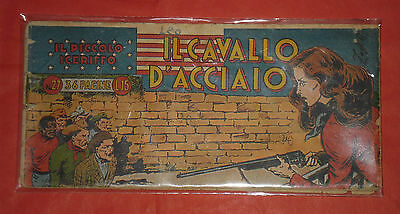 IL PICCOLO
SCERIFFO
N.27 36 PAGINE L.15
IL CAVALLO
D'ACCIAIO